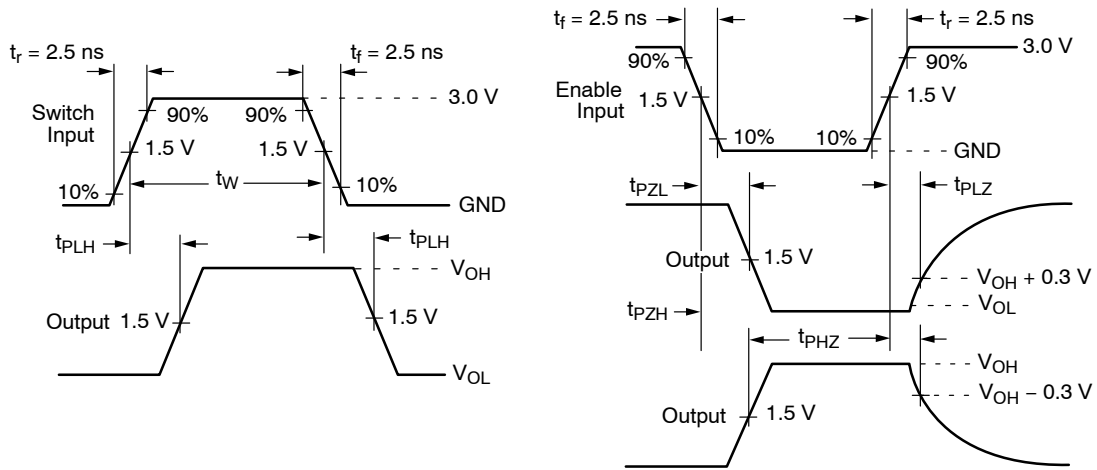 tr = 2.5 ns
tf = 2.5 ns
Switch
Input
90%
90%
3.0 V
1.5 V
1.5 V
10%
tW
10%
GND
tPLH
tPLH
VOH
Output
1.5 V
1.5 V
VOL
tf = 2.5 ns
tr = 2.5 ns
3.0 V
90%
90%
Enable
Input
1.5 V
1.5 V
10%
10%
GND
tPZL
tPLZ
Output
1.5 V
VOH + 0.3 V
VOL
tPZH
tPHZ
VOH
VOH − 0.3 V
Output
1.5 V